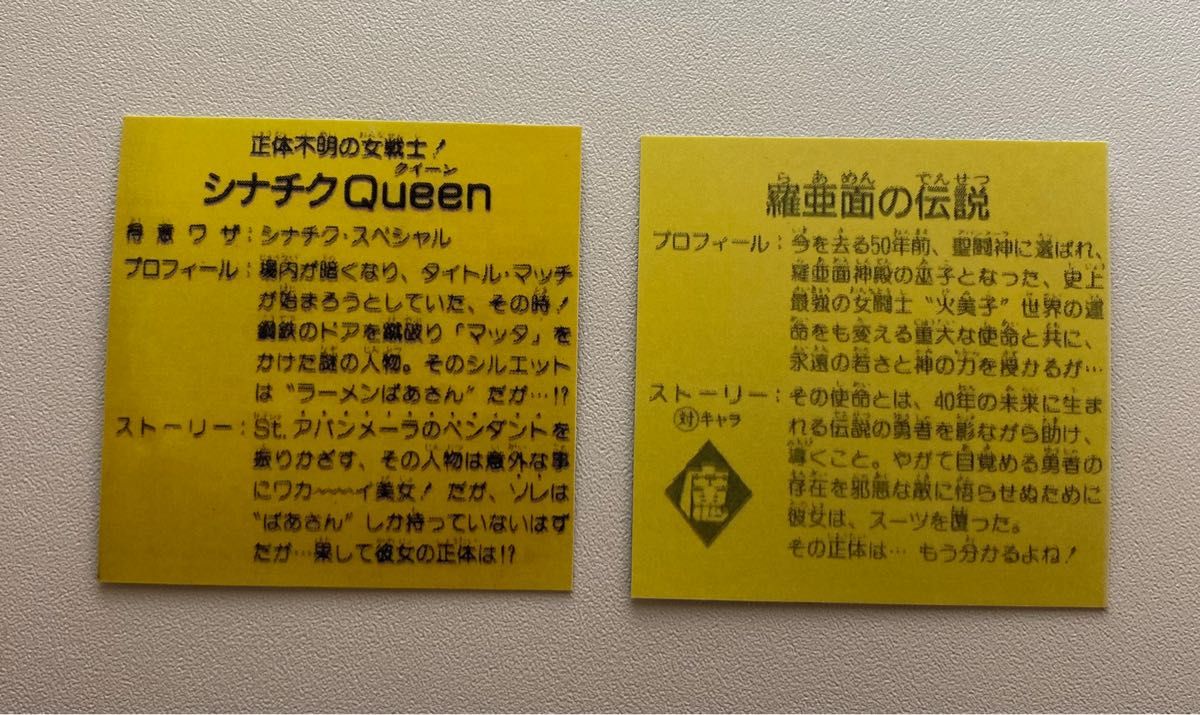 正体不明の女戦士!
シナチクQueen
クイーン
得意ワザ:シナチク・スペシャル
プロフィール:場内が暗くなり、タイトル・マッチ
が始まろうとしていた、その時!
鋼鉄のドアを蹴破り「マッタ」を
かけた謎の人物。そのシルエット
は“ラーメンばあさん”だが…!?
ストーリー:St.アバンメーラのペンダントを
振りかざす、その人物は意外な事
にワカ〜〜イ美女! だが、ソレは
“ばあさん”しか持っていないはず
だが…果して彼女の正体は!?
らあめん でんせつ
羅亜面の伝説
プロフィール:今を去る50年前、聖闘神に選ばれ、
羅亜面神殿の巫子となった、史上
最強の女闘士“火美子”世界の運
命をも変える重大な使命と共に、
永遠の若さと神の力を授かるが…
ストーリー:その使命とは、40年の未来に生ま
れる伝説の勇者を影ながら助け、
導くこと。やがて目覚める勇者の
存在を邪悪な敵に悟らせぬために
彼女は、スーツを覆った。
その正体は… もう分かるよね!
対キャラ